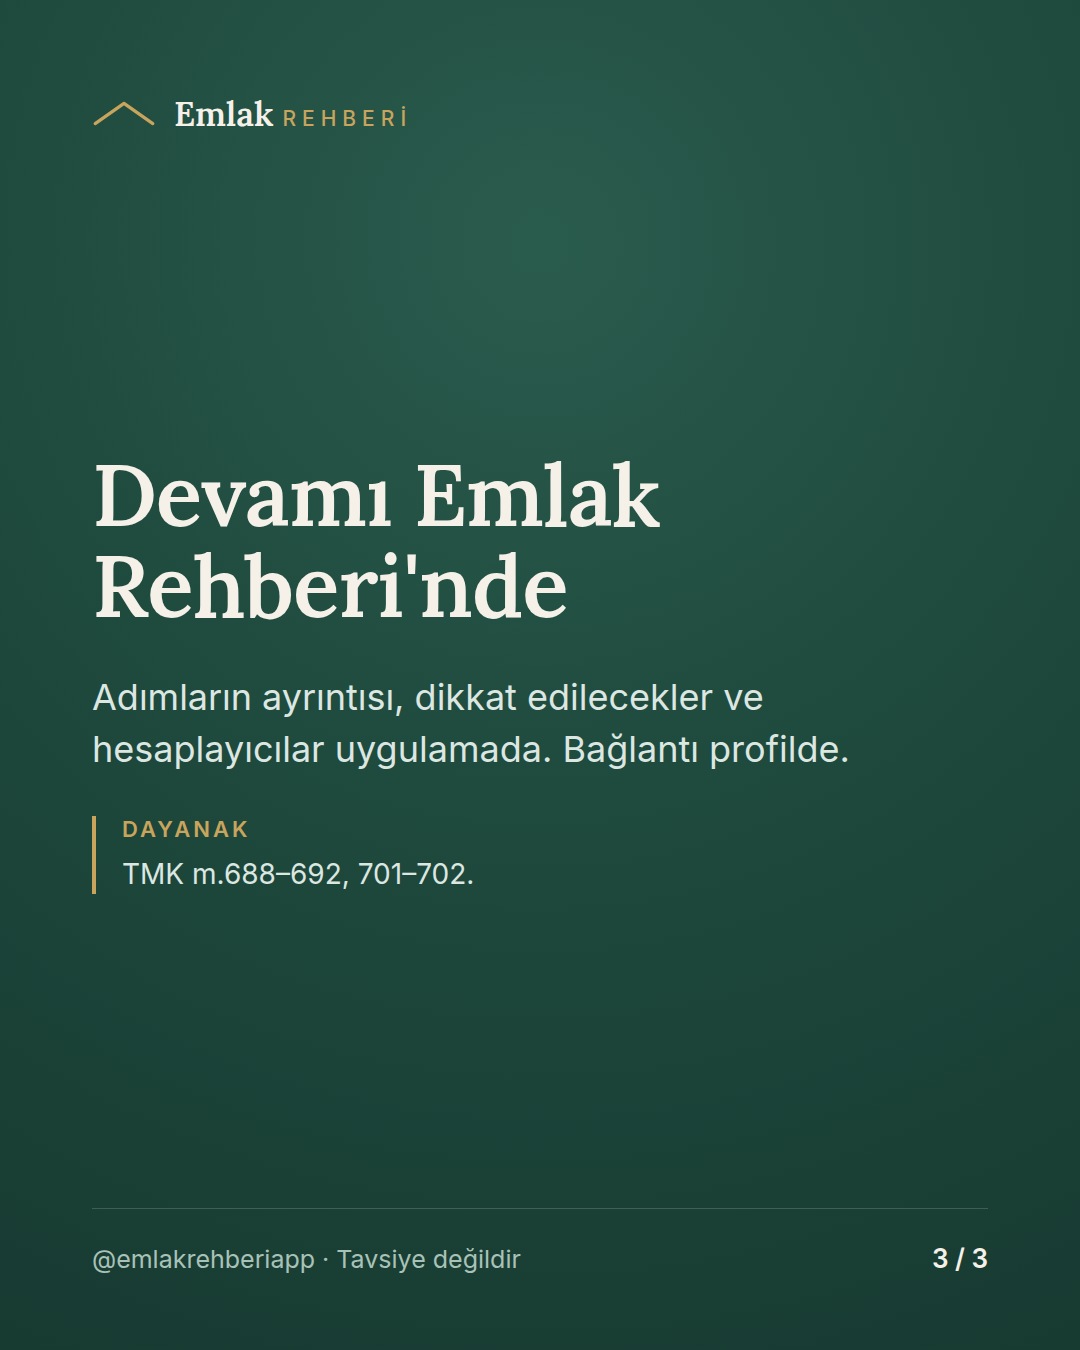 Emlak REHBERİ
Devamı Emlak
Rehberi'nde
Adımların ayrıntısı, dikkat edilecekler ve
hesaplayıcılar uygulamada. Bağlantı profilde.
DAYANAK
TMK m.688–692, 701–702.
@emlakrehberiapp · Tavsiye değildir
3 / 3